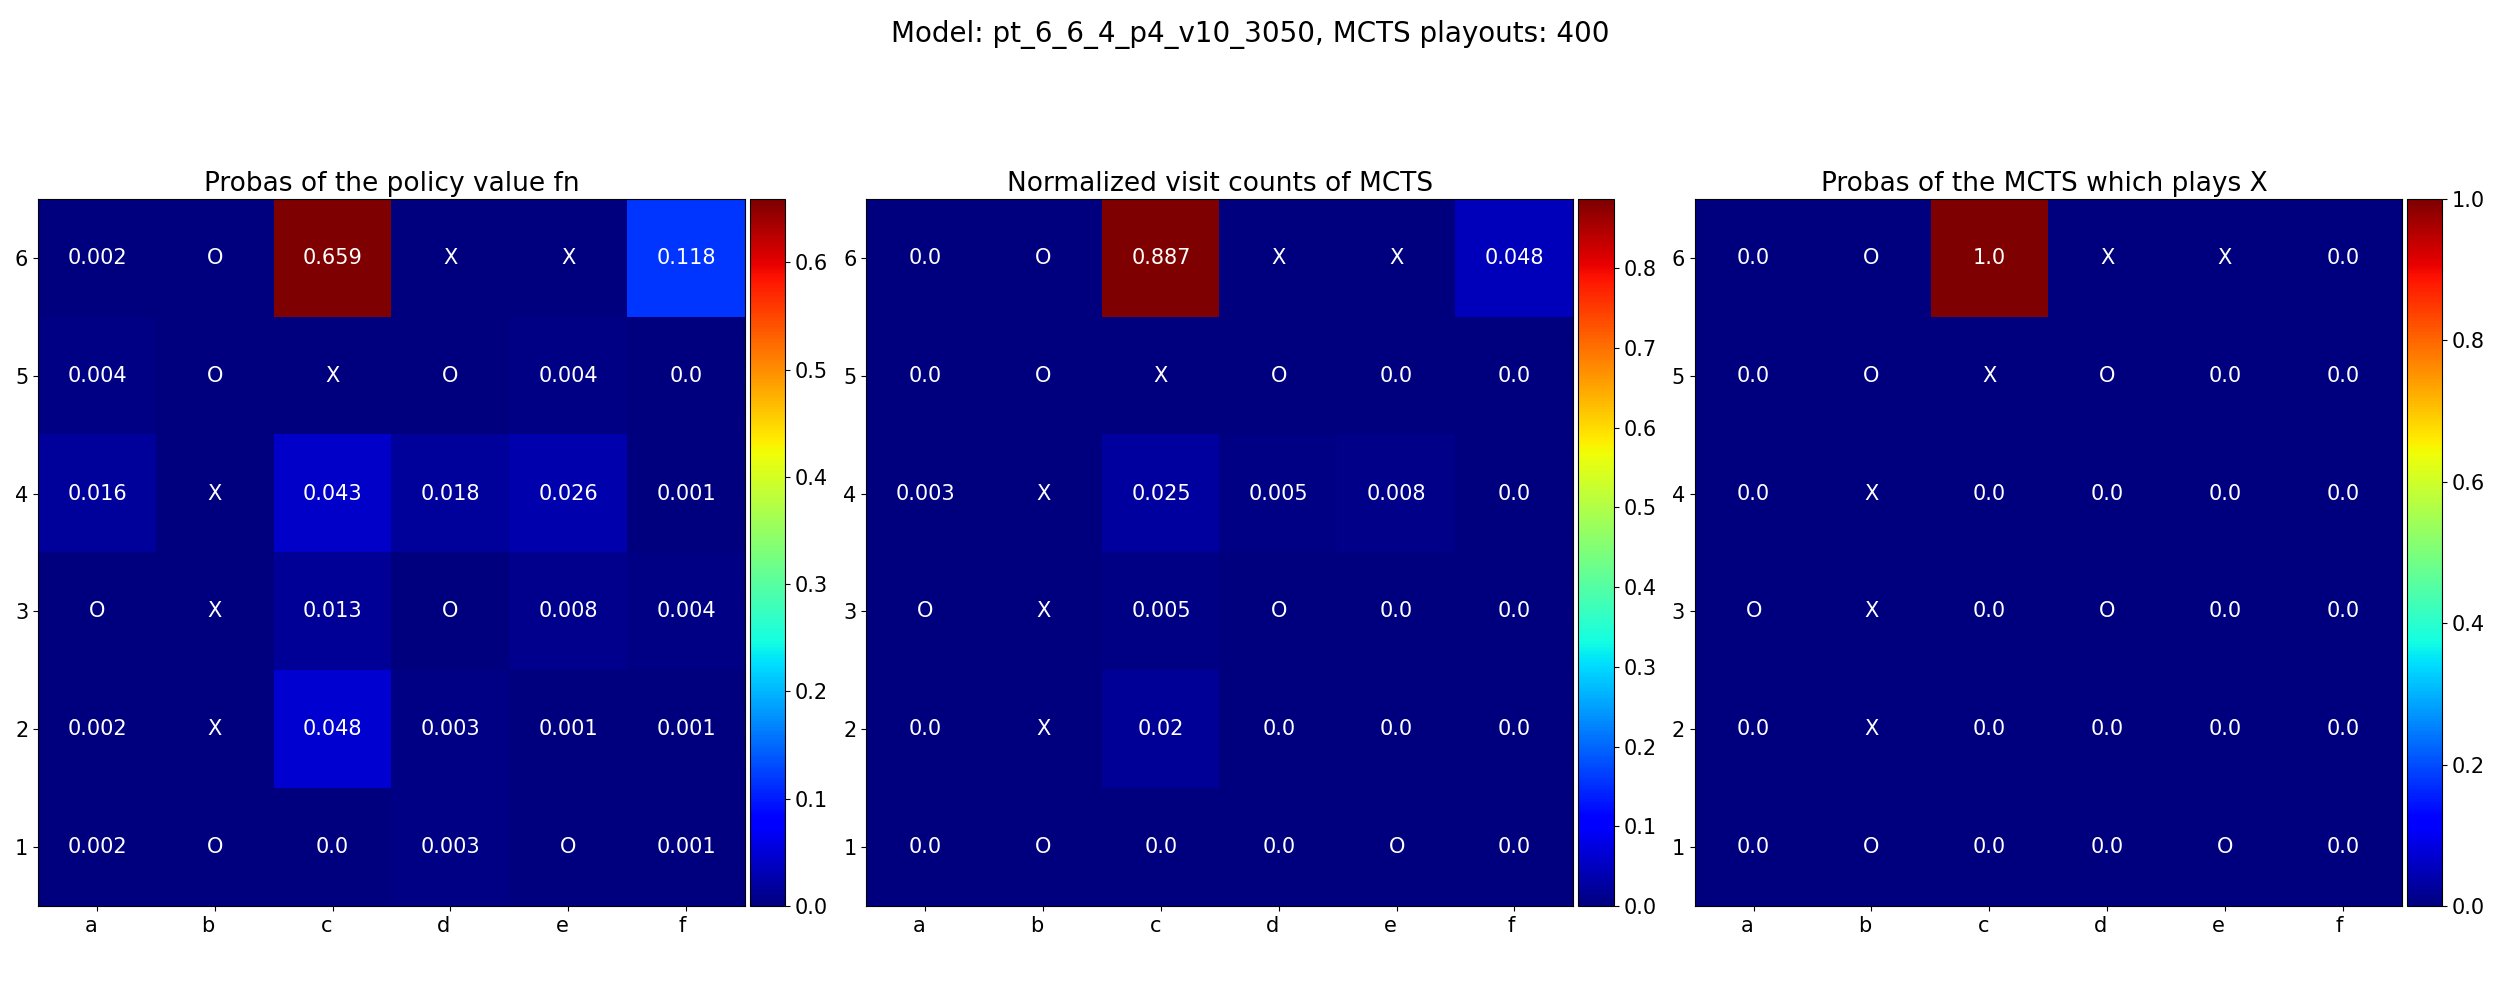 Model: pt_6_6_4_p4_v10_3050, MCTS playouts: 400
Probas of the policy value fn
6 0.002 O 0.659 X X 0.118
5 0.004 O X O 0.004 0.0
4 0.016 X 0.043 0.018 0.026 0.001
3 O X 0.013 O 0.008 0.004
2 0.002 X 0.048 0.003 0.001 0.001
1 0.002 O 0.0 0.003 O 0.001
a b c d e f
0.6
0.5
0.4
0.3
0.2
0.1
0.0
Normalized visit counts of MCTS
6 0.0 O 0.887 X X 0.048
5 0.0 O X O 0.0 0.0
4 0.003 X 0.025 0.005 0.008 0.0
3 O X 0.005 O 0.0 0.0
2 0.0 X 0.02 0.0 0.0 0.0
1 0.0 O 0.0 0.0 O 0.0
a b c d e f
0.8
0.7
0.6
0.5
0.4
0.3
0.2
0.1
0.0
Probas of the MCTS which plays X
6 0.0 O 1.0 X X 0.0
5 0.0 O X O 0.0 0.0
4 0.0 X 0.0 0.0 0.0 0.0
3 O X 0.0 O 0.0 0.0
2 0.0 X 0.0 0.0 0.0 0.0
1 0.0 O 0.0 0.0 O 0.0
a b c d e f
1.0
0.8
0.6
0.4
0.2
0.0